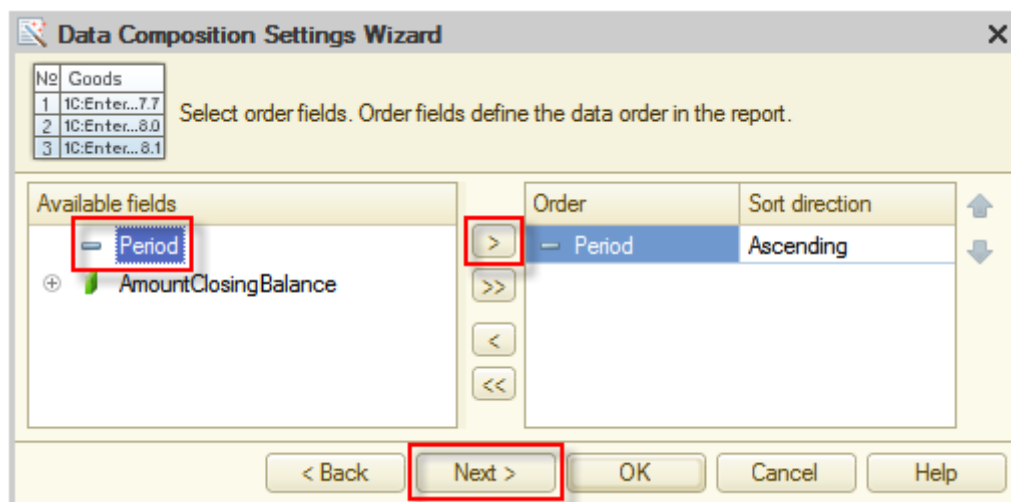 Data Composition Settings Wizard
№ Goods
1 1C:Enter...7.7
2 1C:Enter...8.0
3 1C:Enter...8.1
Select order fields. Order fields define the data order in the report.
Available fields
Period
AmountClosingBalance
>
>>
<
<<
Order Sort direction
Period Ascending
< Back Next > OK Cancel Help